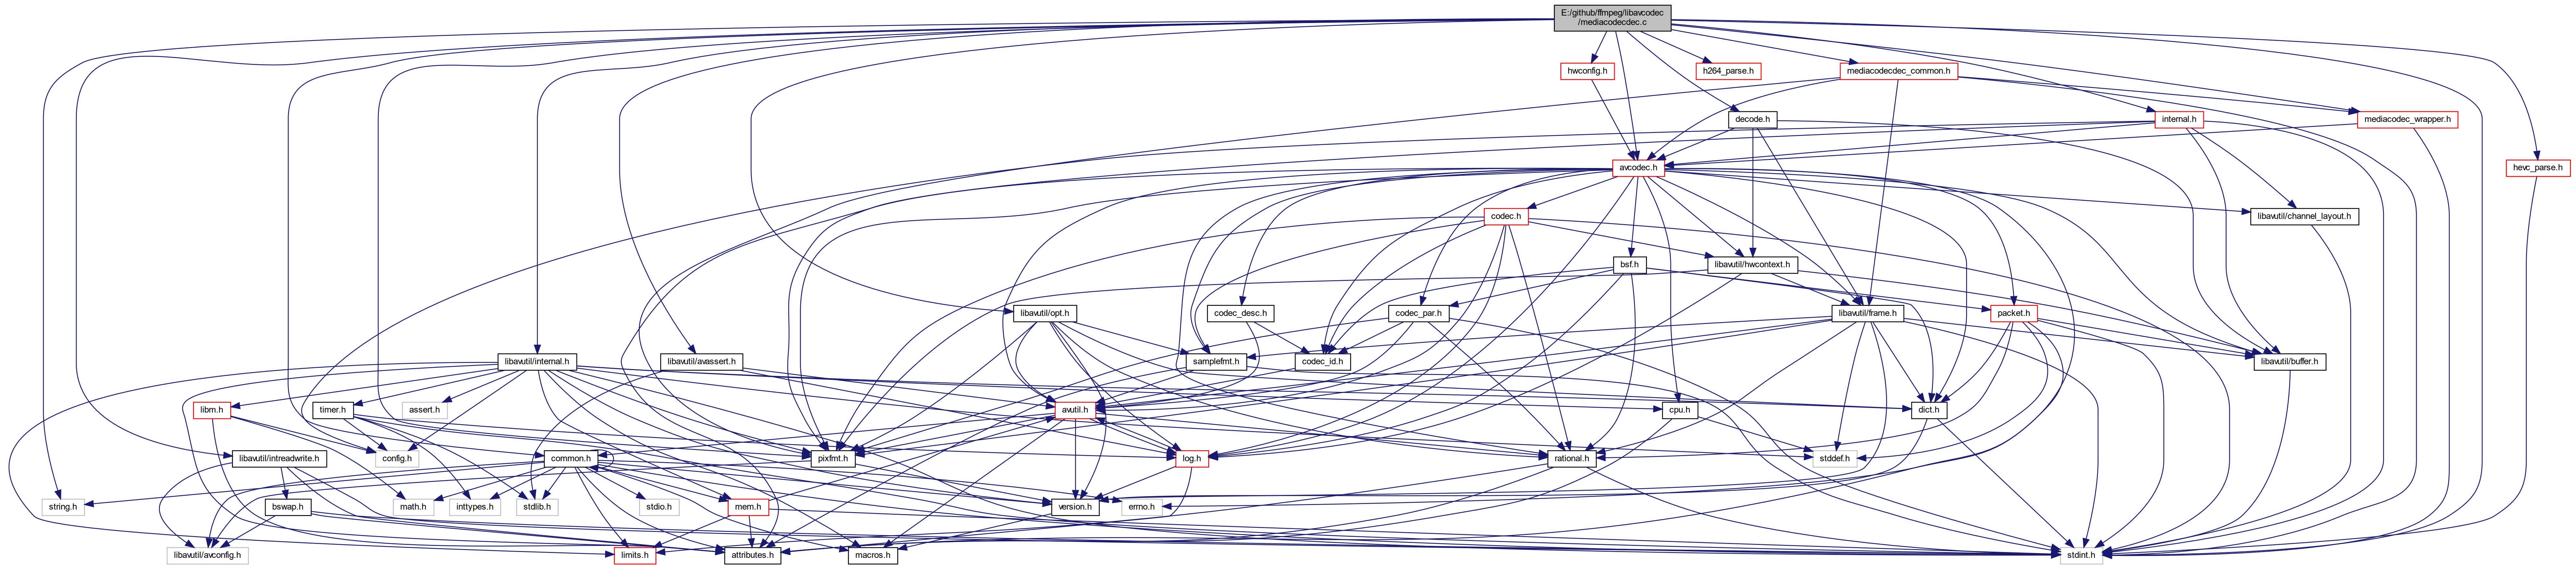 E:/github/ffmpeg/libavcodec
/mediacodecdec.c
hwconfig.h
h264_parse.h
mediacodecdec_common.h
decode.h
internal.h
mediacodec_wrapper.h
avcodec.h
hevc_parse.h
codec.h
libavutil/channel_layout.h
bsf.h
libavutil/hwcontext.h
libavutil/opt.h
codec_desc.h
codec_par.h
libavutil/frame.h
packet.h
libavutil/internal.h
libavutil/avassert.h
samplefmt.h
codec_id.h
libavutil/buffer.h
libm.h
timer.h
assert.h
avutil.h
cpu.h
dict.h
libavutil/intreadwrite.h
config.h
common.h
pixfmt.h
log.h
rational.h
stddef.h
string.h
bswap.h
math.h
inttypes.h
stdlib.h
stdio.h
mem.h
version.h
errno.h
libavutil/avconfig.h
limits.h
attributes.h
macros.h
stdint.h